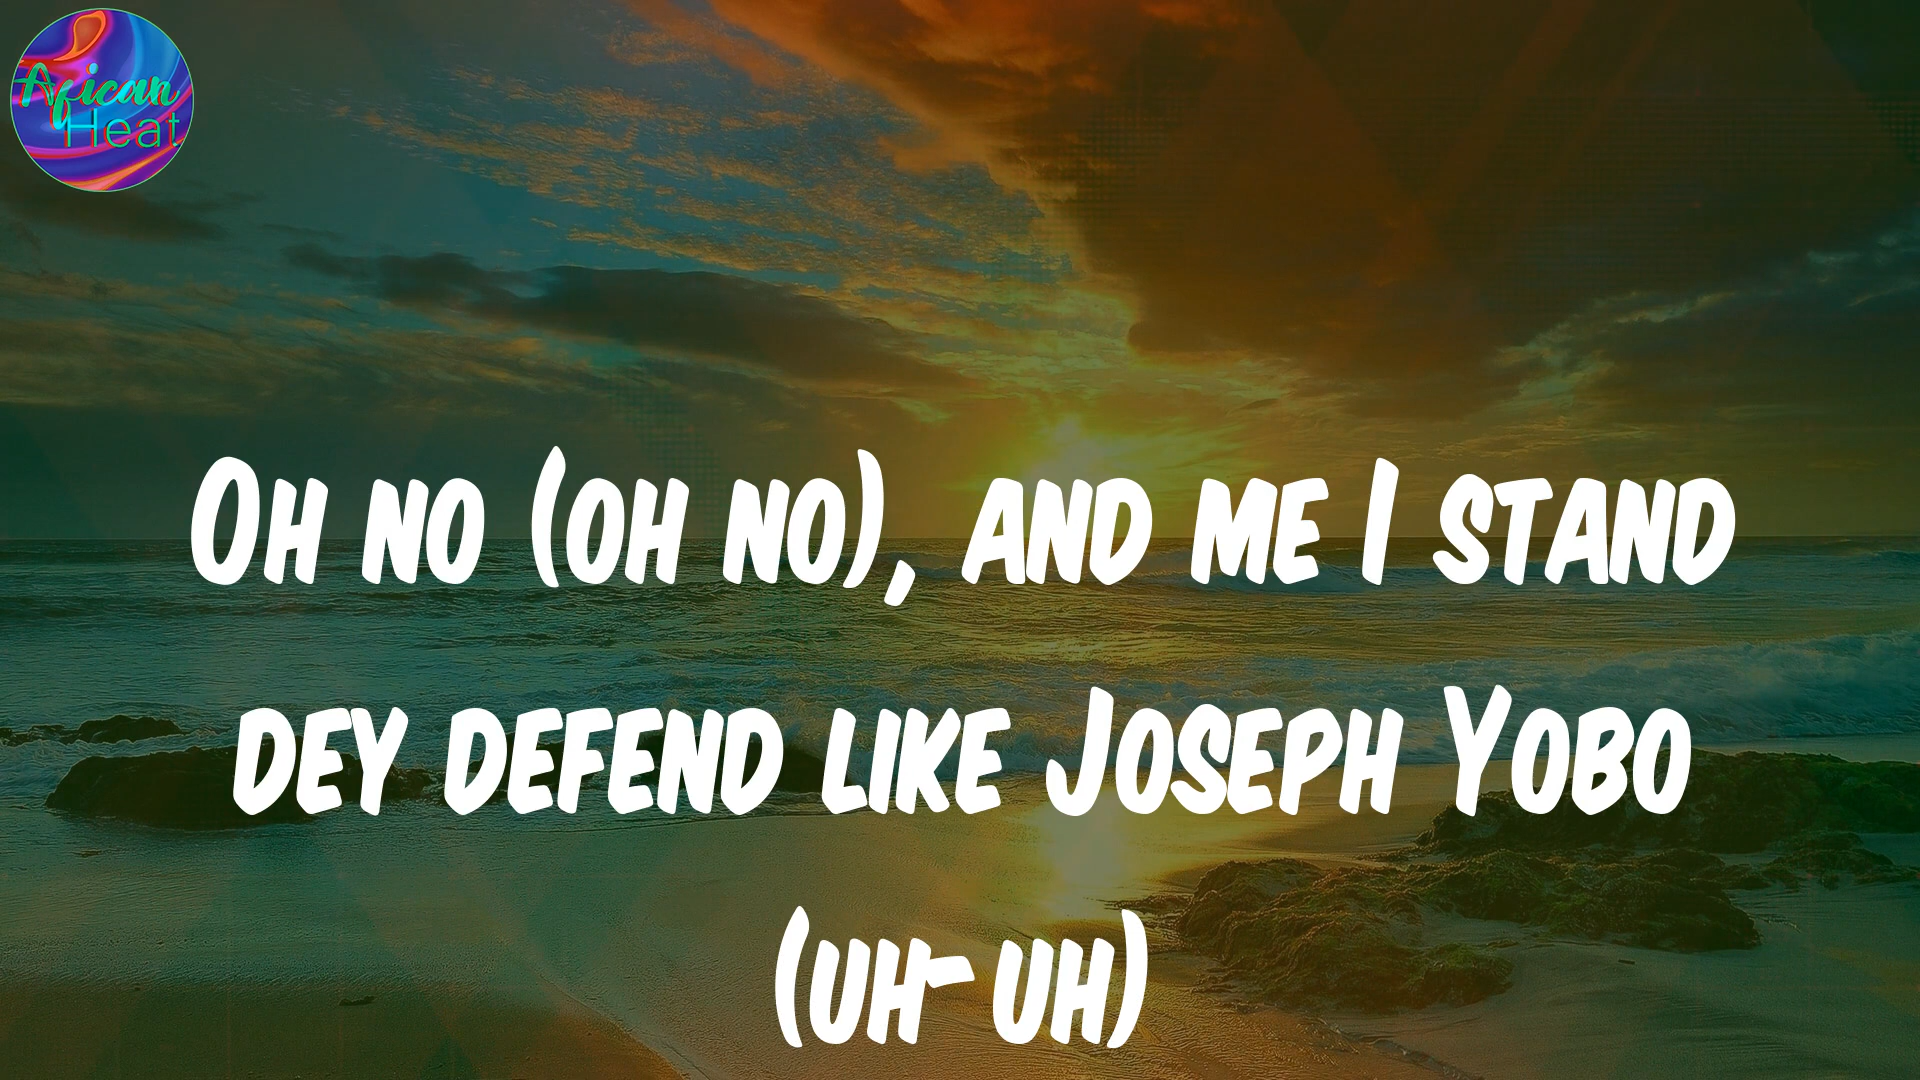 Afican
Heat
Oh no (oh no), and me I stand
dey defend like Joseph Yobo
(uh-uh)